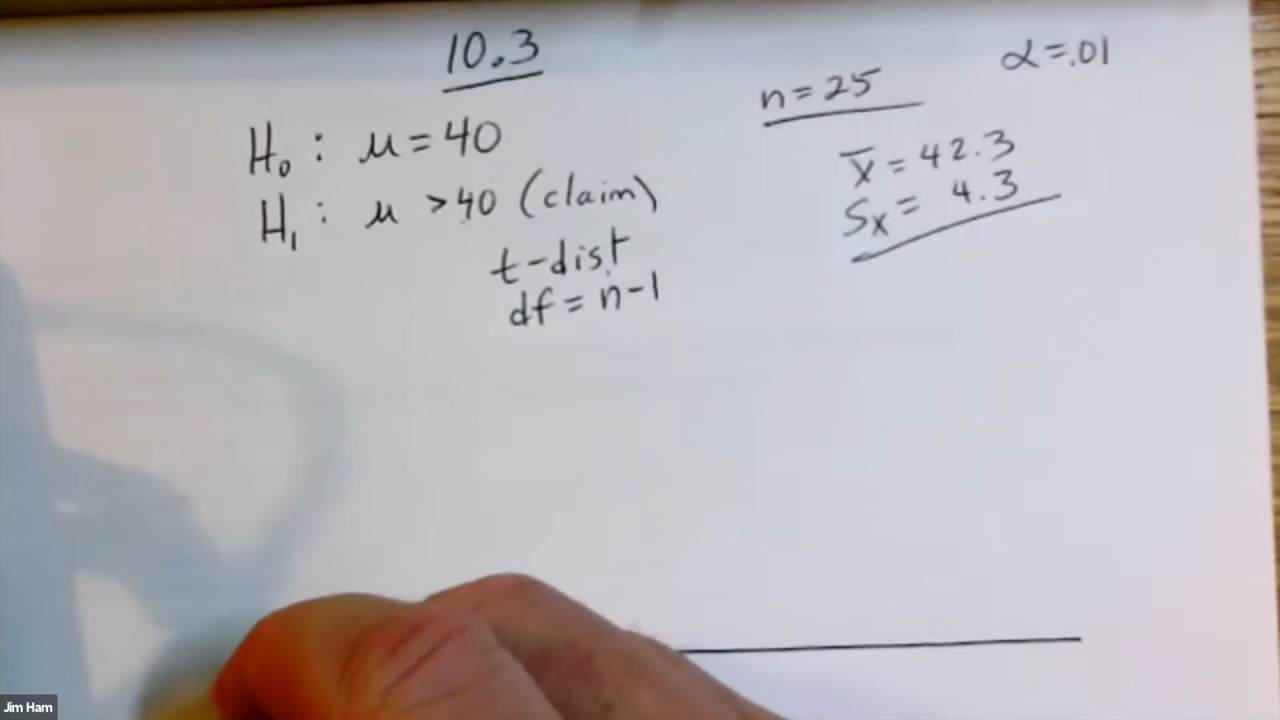 10.3
α=.01
n=25
H₀: μ=40
x̄=42.3
H₁: μ >40 (claim)
Sx= 4.3
t-dist
df=n-1
Jim Ham